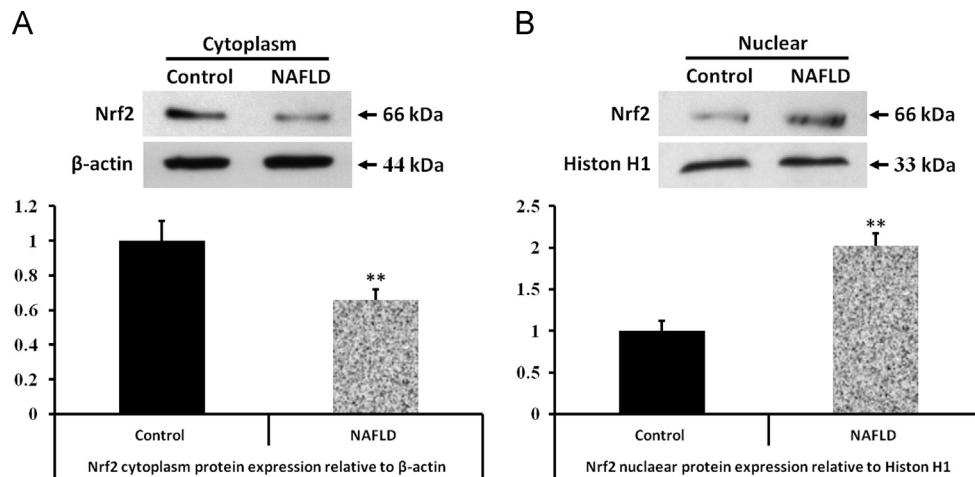 A
Cytoplasm
Control NAFLD
Nrf2 66 kDa
β-actin 44 kDa
1.2
1
0.8
0.6
0.4
0.2
0
**
Control NAFLD
Nrf2 cytoplasm protein expression relative to β-actin
B
Nuclear
Control NAFLD
Nrf2 66 kDa
Histon H1 33 kDa
2.5
2
1.5
1
0.5
0
**
Control NAFLD
Nrf2 nuclaear protein expression relative to Histon H1